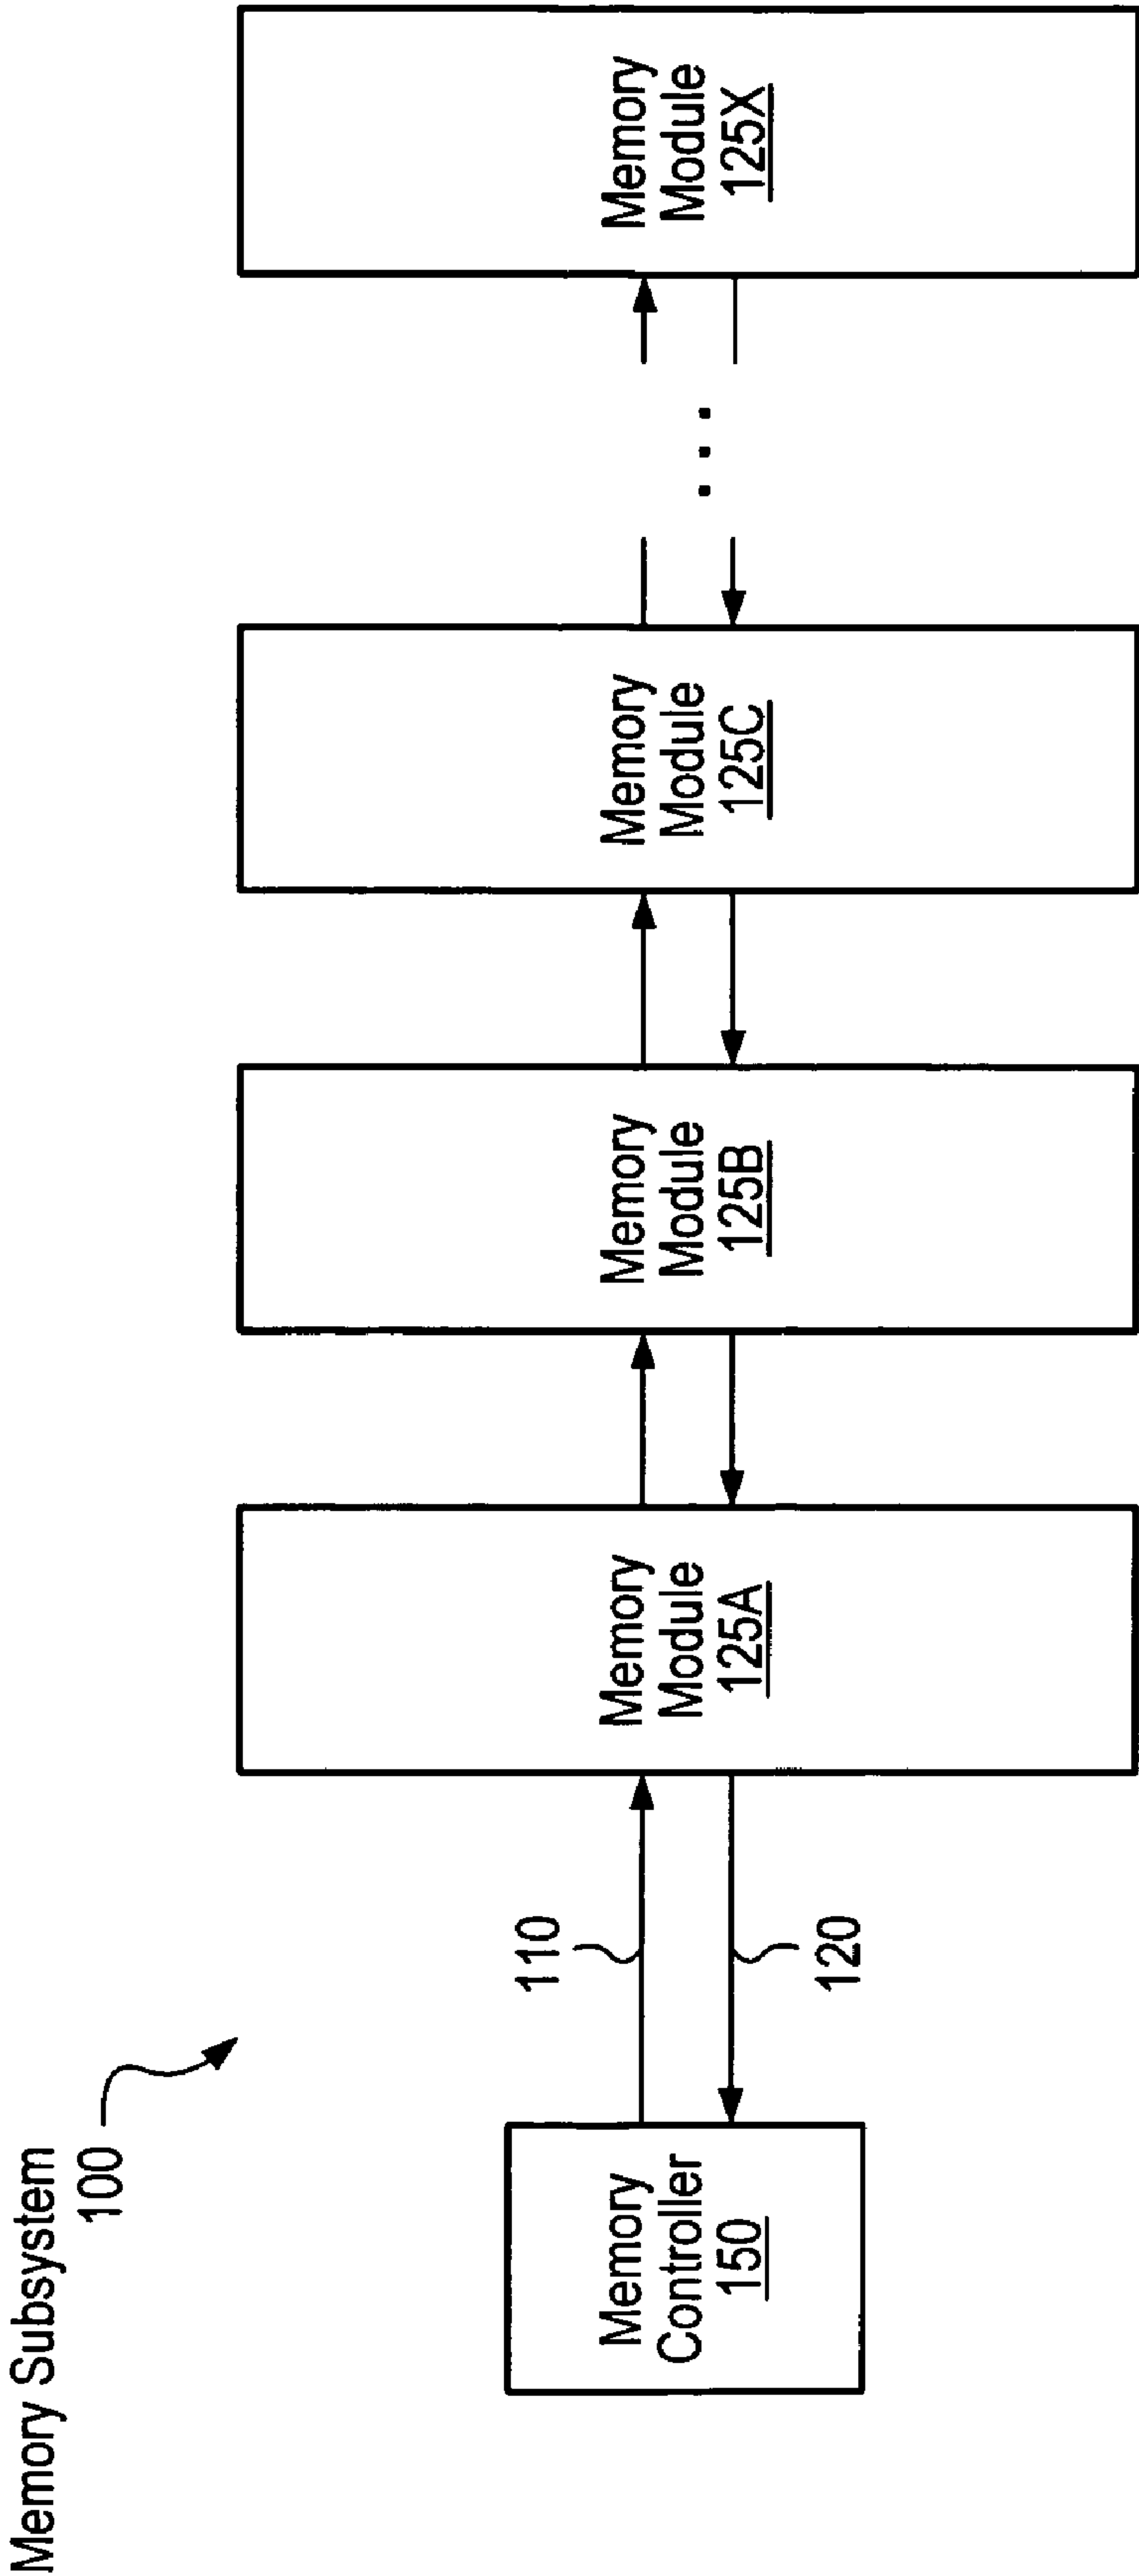 Memory Subsystem
100
110
120
Memory
Controller
150
Memory
Module
125A
Memory
Module
125B
Memory
Module
125C
. . .
Memory
Module
125X